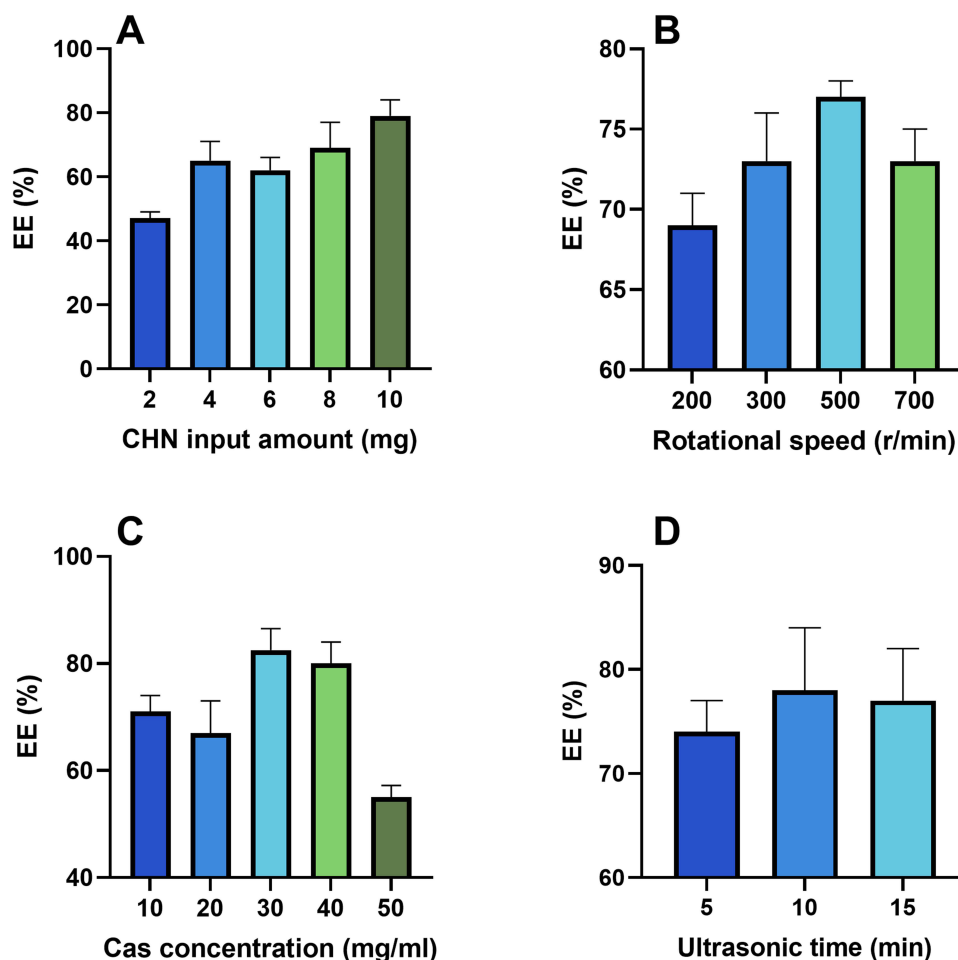 A
EE (%)
100
80
60
40
20
0
2 4 6 8 10
CHN input amount (mg)
B
EE (%)
80
75
70
65
60
200 300 500 700
Rotational speed (r/min)
C
EE (%)
100
80
60
40
10 20 30 40 50
Cas concentration (mg/ml)
D
EE (%)
90
80
70
60
5 10 15
Ultrasonic time (min)